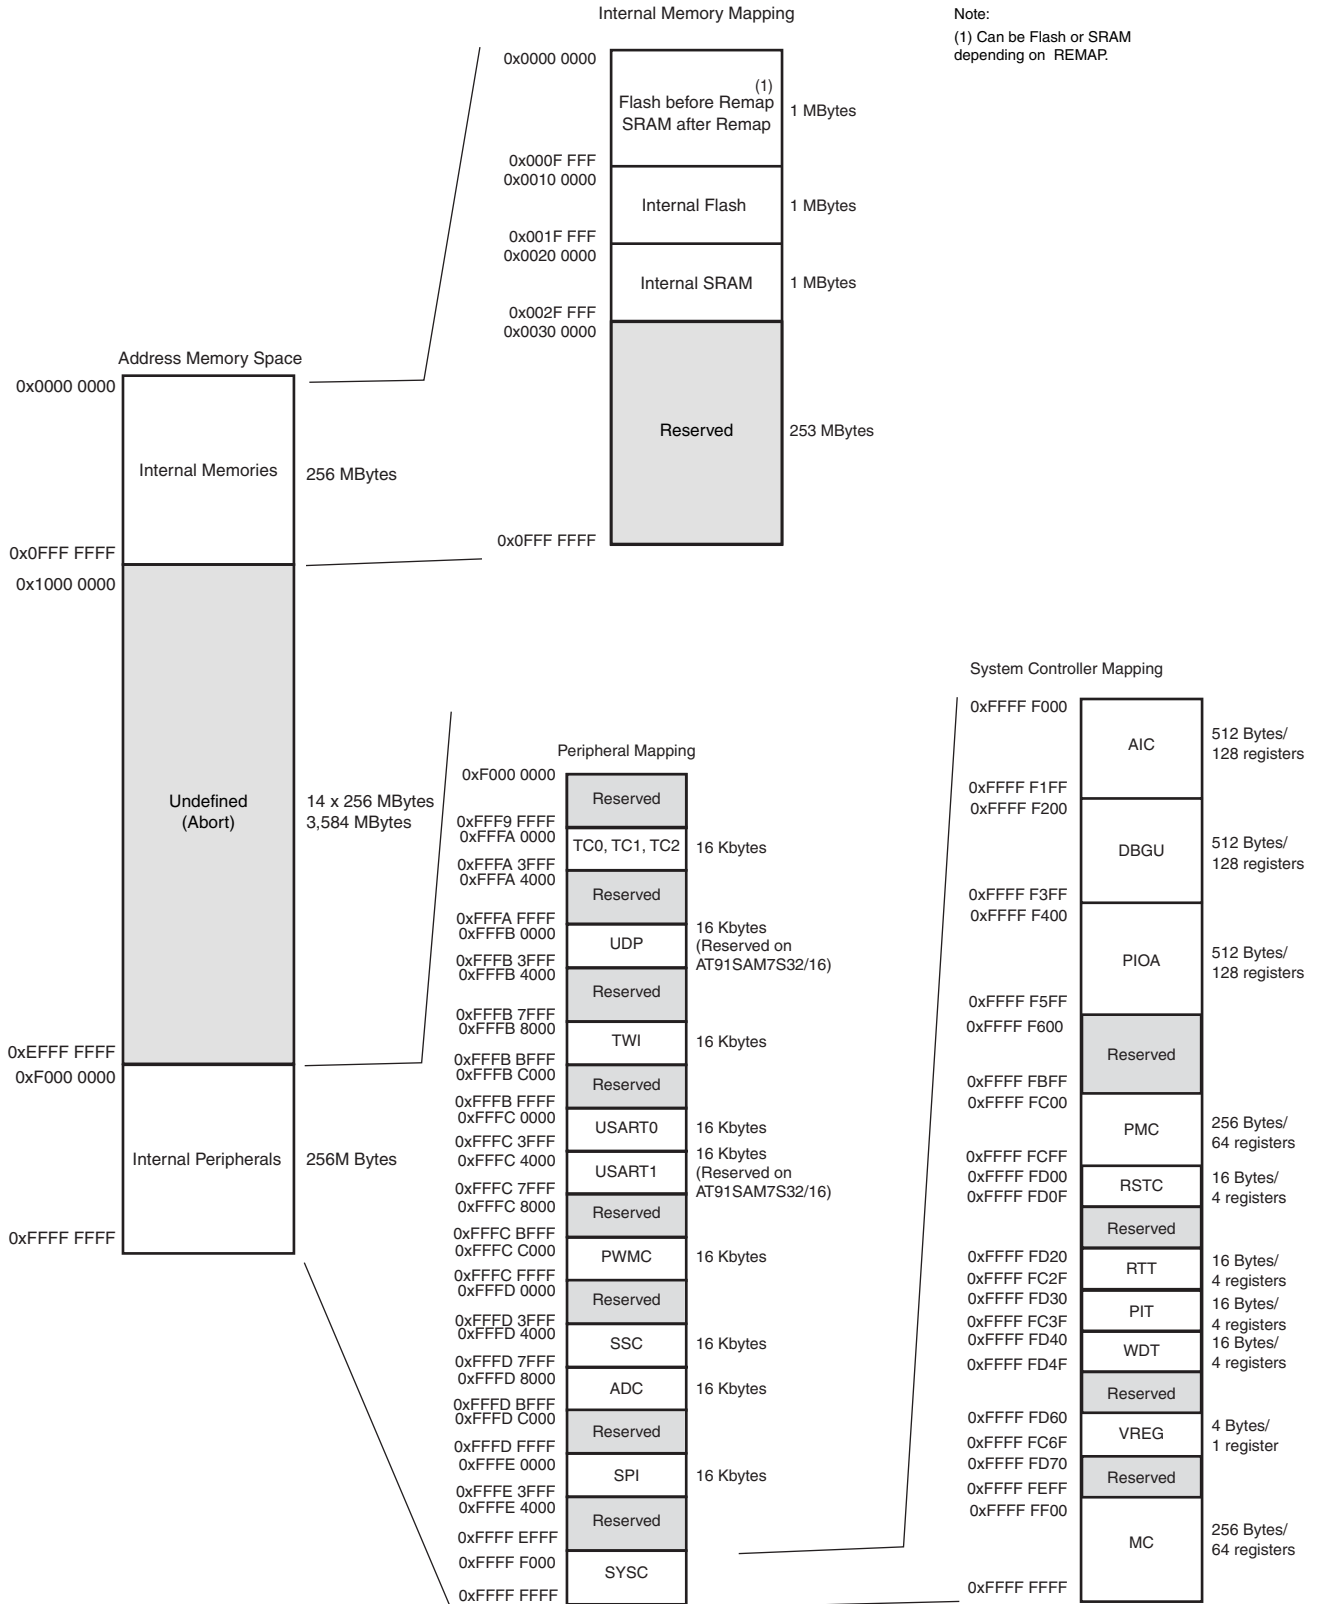 Internal Memory Mapping
Note:
(1) Can be Flash or SRAM
depending on REMAP.
0x0000 0000
(1)
Flash before Remap
SRAM after Remap
1 MBytes
0x000F FFF
0x0010 0000
Internal Flash
1 MBytes
0x001F FFF
0x0020 0000
Internal SRAM
1 MBytes
0x002F FFF
0x0030 0000
Reserved
253 MBytes
0x0FFF FFFF
Address Memory Space
0x0000 0000
Internal Memories
256 MBytes
0x0FFF FFFF
0x1000 0000
Undefined
(Abort)
14 x 256 MBytes
3,584 MBytes
0xEFFF FFFF
0xF000 0000
Internal Peripherals
256M Bytes
0xFFFF FFFF
Peripheral Mapping
0xF000 0000
Reserved
0xFFF9 FFFF
0xFFFA 0000
TC0, TC1, TC2
16 Kbytes
0xFFFA 3FFF
0xFFFA 4000
Reserved
0xFFFA FFFF
0xFFFB 0000
UDP
16 Kbytes
(Reserved on
AT91SAM7S32/16)
0xFFFB 3FFF
0xFFFB 4000
Reserved
0xFFFB 7FFF
0xFFFB 8000
TWI
16 Kbytes
0xFFFB BFFF
0xFFFB C000
Reserved
0xFFFB FFFF
0xFFFC 0000
USART0
16 Kbytes
0xFFFC 3FFF
0xFFFC 4000
USART1
16 Kbytes
(Reserved on
AT91SAM7S32/16)
0xFFFC 7FFF
0xFFFC 8000
Reserved
0xFFFC BFFF
0xFFFC C000
PWMC
16 Kbytes
0xFFFC FFFF
0xFFFD 0000
Reserved
0xFFFD 3FFF
0xFFFD 4000
SSC
16 Kbytes
0xFFFD 7FFF
0xFFFD 8000
ADC
16 Kbytes
0xFFFD BFFF
0xFFFD C000
Reserved
0xFFFD FFFF
0xFFFE 0000
SPI
16 Kbytes
0xFFFE 3FFF
0xFFFE 4000
Reserved
0xFFFF EFFF
0xFFFF F000
SYSC
0xFFFF FFFF
System Controller Mapping
0xFFFF F000
AIC
512 Bytes/
128 registers
0xFFFF F1FF
0xFFFF F200
DBGU
512 Bytes/
128 registers
0xFFFF F3FF
0xFFFF F400
PIOA
512 Bytes/
128 registers
0xFFFF F5FF
0xFFFF F600
Reserved
0xFFFF FBFF
0xFFFF FC00
PMC
256 Bytes/
64 registers
0xFFFF FCFF
0xFFFF FD00
RSTC
16 Bytes/
4 registers
0xFFFF FD0F
Reserved
0xFFFF FD20
RTT
16 Bytes/
4 registers
0xFFFF FC2F
0xFFFF FD30
PIT
16 Bytes/
4 registers
0xFFFF FC3F
0xFFFF FD40
WDT
16 Bytes/
4 registers
0xFFFF FD4F
Reserved
0xFFFF FD60
VREG
4 Bytes/
1 register
0xFFFF FC6F
0xFFFF FD70
Reserved
0xFFFF FEFF
0xFFFF FF00
MC
256 Bytes/
64 registers
0xFFFF FFFF